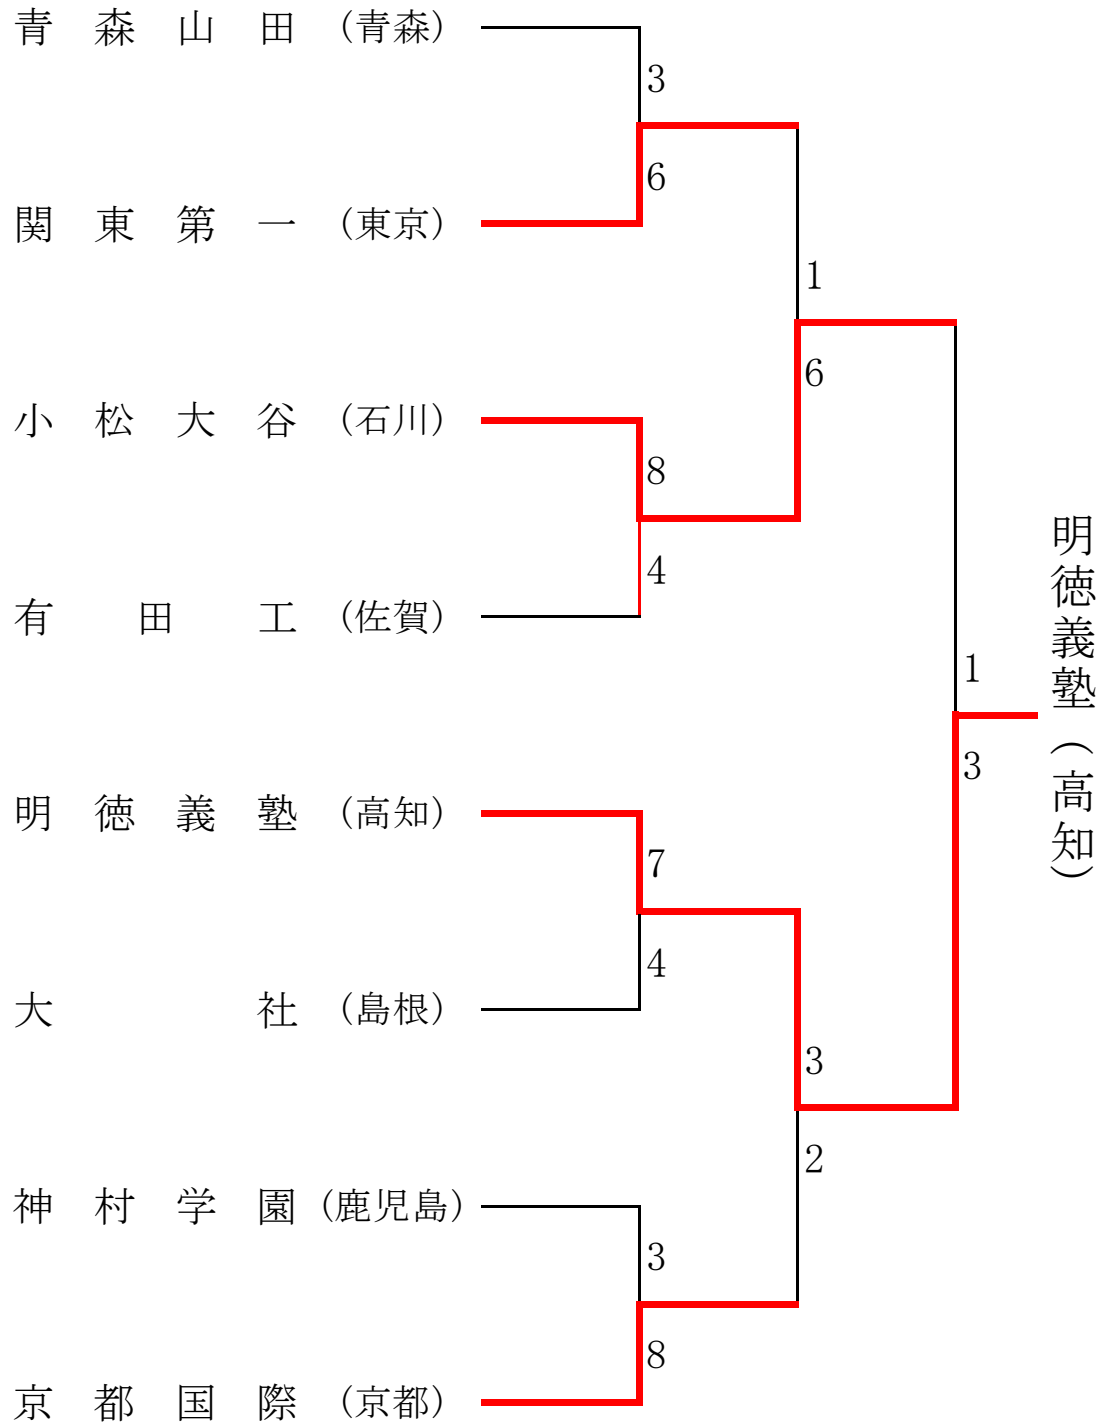 青森山田（青森）
3
6
関東第一（東京）
1
6
小松大谷（石川）
8
4
有田工（佐賀）
1
3
明徳義塾（高知）
明徳義塾（高知）
7
4
大社（島根）
3
2
神村学園（鹿児島）
3
8
京都国際（京都）